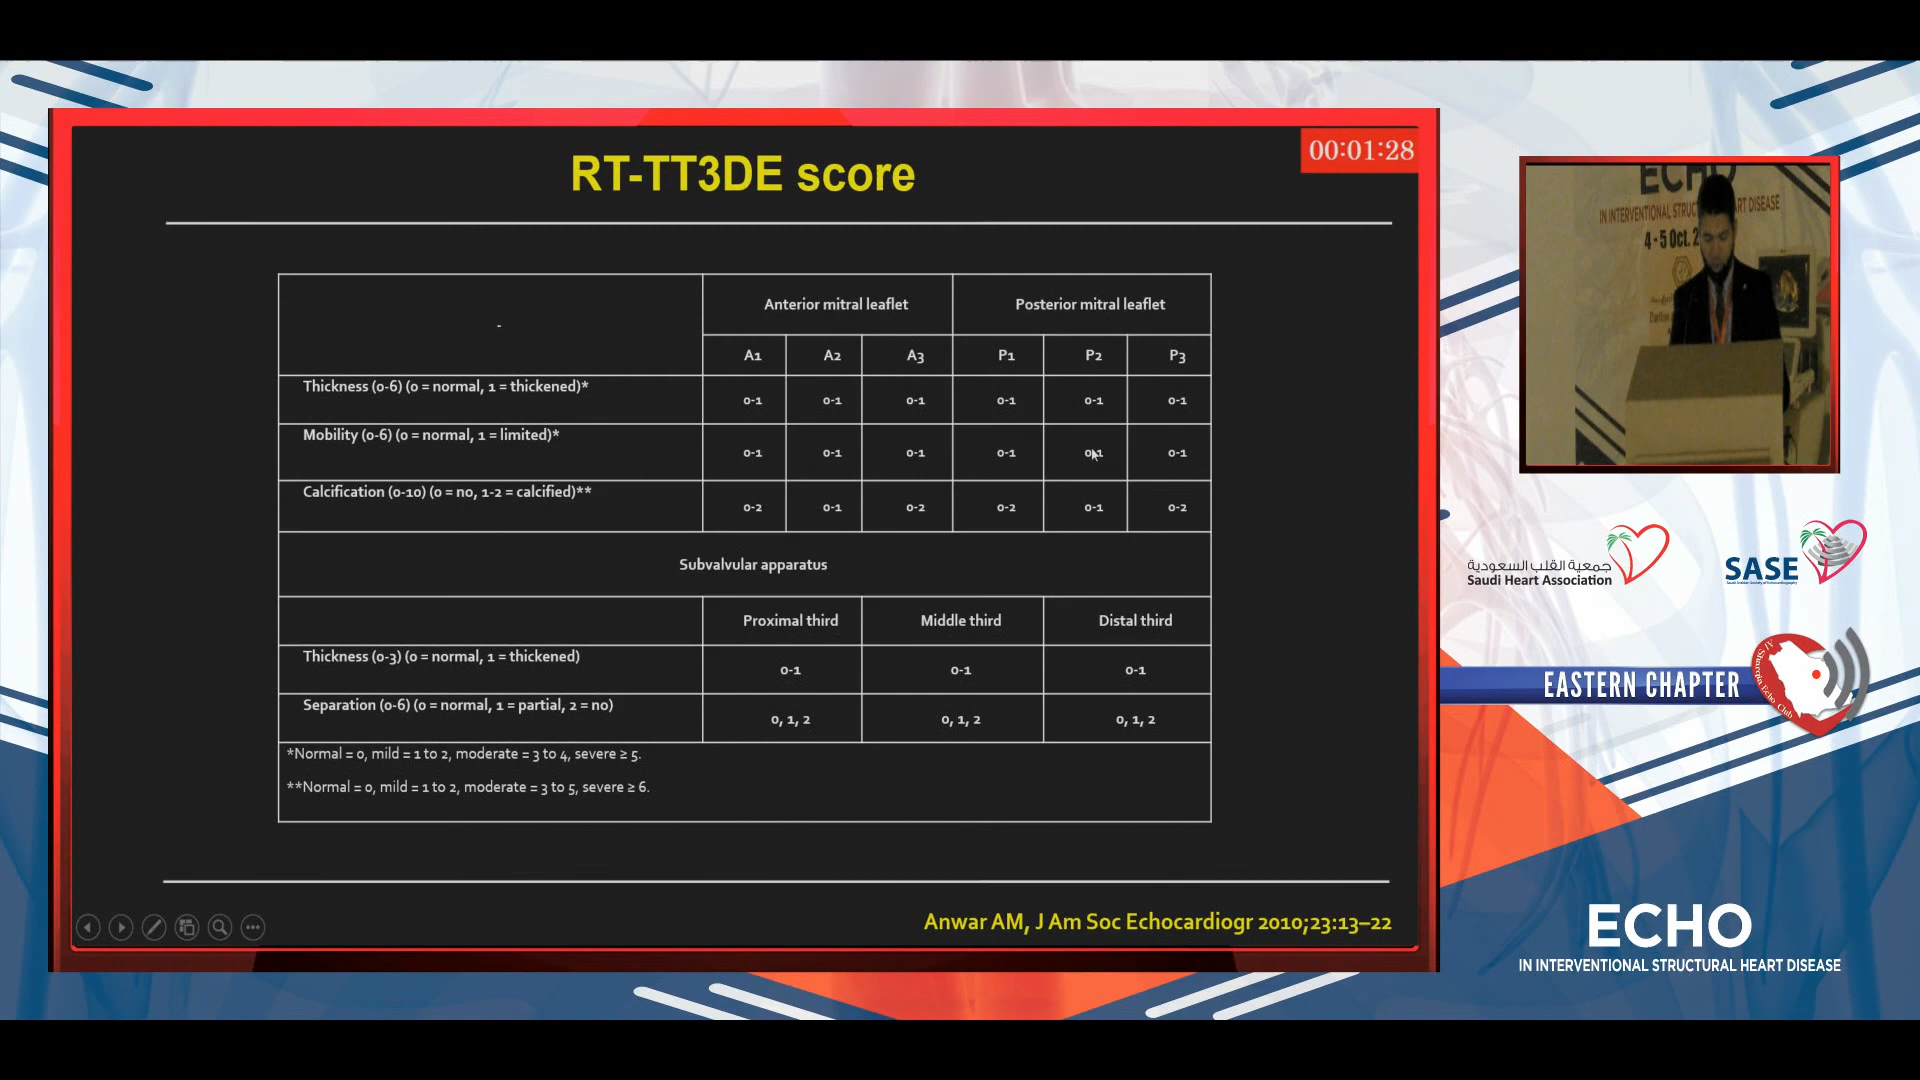 RT-TT3DE score
00:01:28
-
Anterior mitral leaflet
Posterior mitral leaflet
A1 A2 A3 P1 P2 P3
Thickness (0-6) (0 = normal, 1 = thickened)* 0-1 0-1 0-1 0-1 0-1 0-1
Mobility (0-6) (0 = normal, 1 = limited)* 0-1 0-1 0-1 0-1 0-1 0-1
Calcification (0-10) (0 = no, 1-2 = calcified)** 0-2 0-1 0-2 0-2 0-1 0-2
Subvalvular apparatus
Proximal third Middle third Distal third
Thickness (0-3) (0 = normal, 1 = thickened) 0-1 0-1 0-1
Separation (0-6) (0 = normal, 1 = partial, 2 = no) 0, 1, 2 0, 1, 2 0, 1, 2
*Normal = 0, mild = 1 to 2, moderate = 3 to 4, severe ≥ 5.
**Normal = 0, mild = 1 to 2, moderate = 3 to 5, severe ≥ 6.
Anwar AM, J Am Soc Echocardiogr 2010;23:13–22
ECHO
IN INTERVENTIONAL STRUC ART DISEASE
4 - 5 Oct. 2
جمعية القلب السعودية
Saudi Heart Association
SASE
EASTERN CHAPTER
Al Sharqia Echo Club
ECHO
IN INTERVENTIONAL STRUCTURAL HEART DISEASE